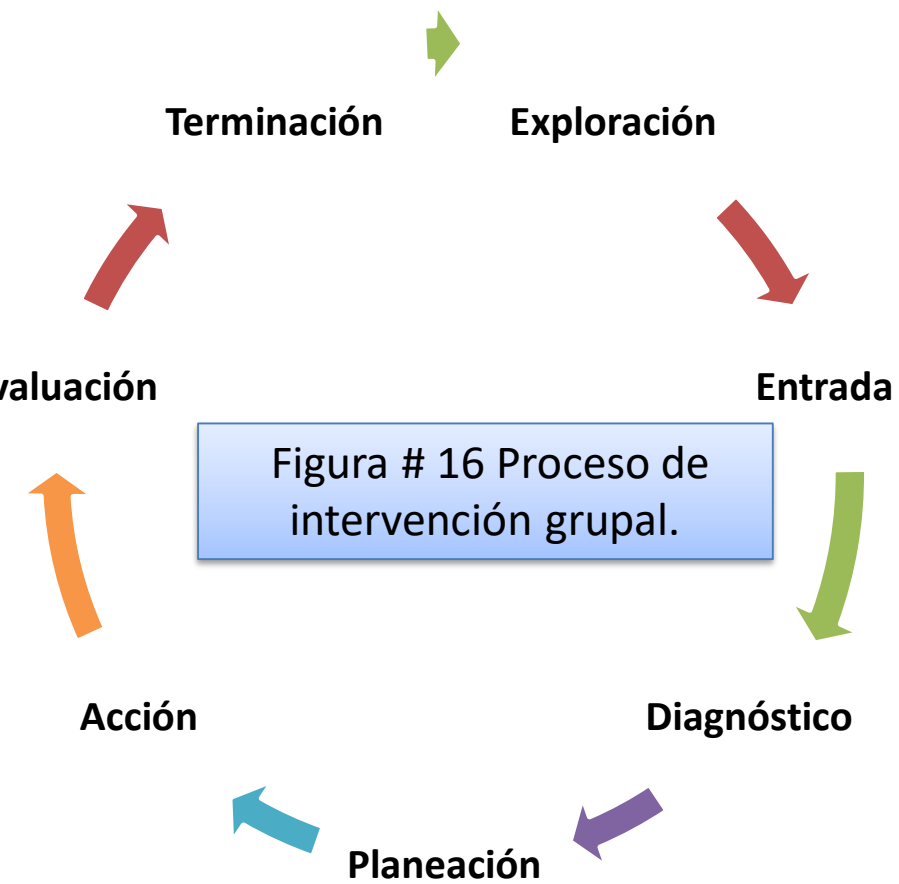 Terminación
Exploración
valuación
Entrada
Figura # 16 Proceso de
intervención grupal.
Acción
Diagnóstico
Planeación